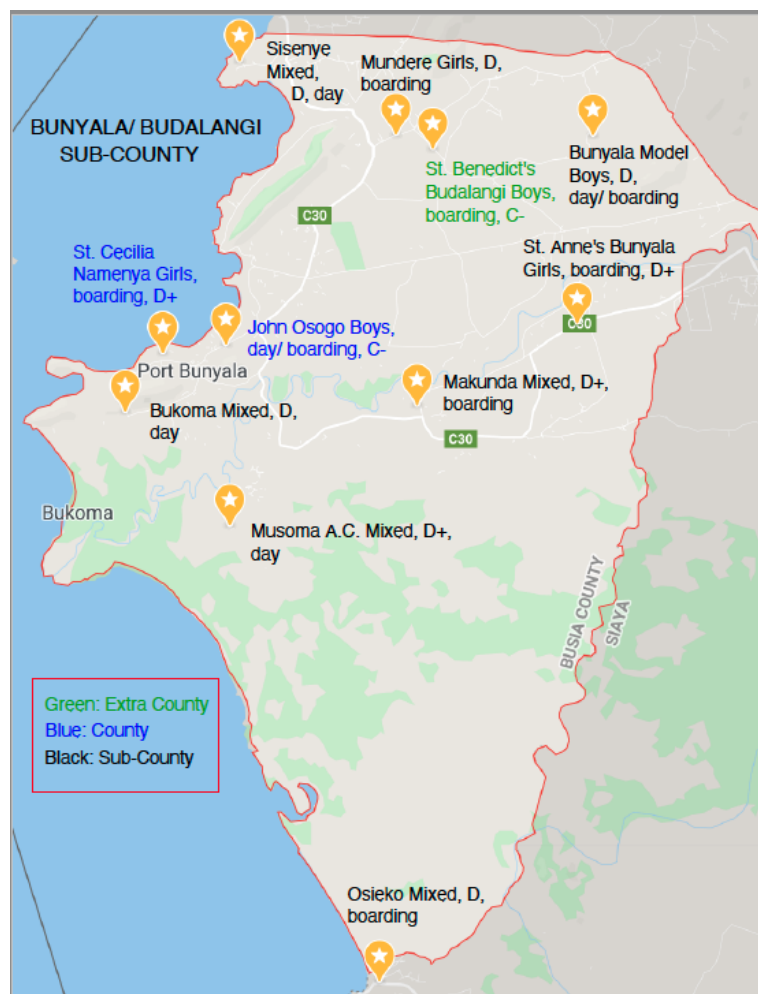 Sisenye
Mixed,
D, day
Mundere Girls, D,
boarding
BUNYALA/ BUDALANGI
SUB-COUNTY
St. Benedict's
Budalangi Boys,
boarding, C-
Bunyala Model
Boys, D,
day/ boarding
C30
St. Cecilia
Namenya Girls,
boarding, D+
St. Anne's Bunyala
Girls, boarding, D+
C30
John Osogo Boys,
day/ boarding, C-
Port Bunyala
Makunda Mixed, D+,
boarding
Bukoma Mixed, D,
day
C30
Bukoma
Musoma A.C. Mixed, D+,
day
BUSIA COUNTY
SIAYA
Green: Extra County
Blue: County
Black: Sub-County
Osieko Mixed, D,
boarding